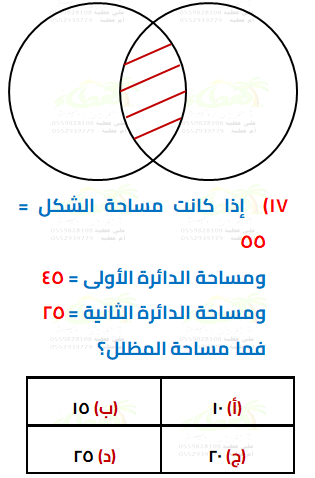 ١٧) إذا كانت مساحة الشكل =
٥٥
ومساحة الدائرة الأولى = ٤٥
ومساحة الدائرة الثانية = ٢٥
فما مساحة المظلل؟
(أ) ١٠
(ب) ١٥
(ج) ٢٠
(د) ٢٥